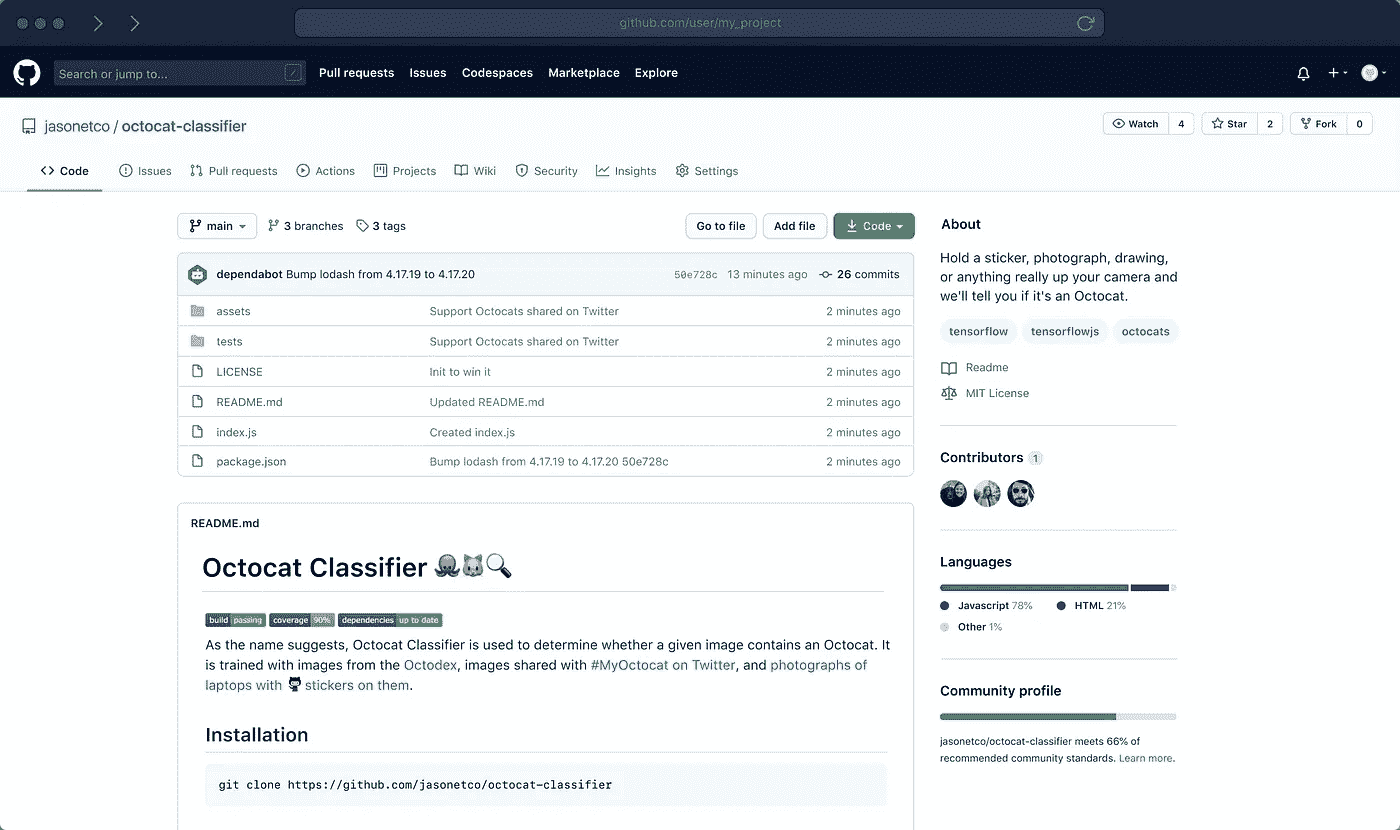 github.com/user/my_project
Search or jump to... /
Pull requests Issues Codespaces Marketplace Explore
jasonetco / octocat-classifier
Watch 4 Star 2 Fork 0
Code Issues Pull requests Actions Projects Wiki Security Insights Settings
main 3 branches 3 tags Go to file Add file Code
dependabot Bump lodash from 4.17.19 to 4.17.20 50e728c 13 minutes ago 26 commits
assets Support Octocats shared on Twitter 2 minutes ago
tests Support Octocats shared on Twitter 2 minutes ago
LICENSE Init to win it 2 minutes ago
README.md Updated README.md 2 minutes ago
index.js Created index.js 2 minutes ago
package.json Bump lodash from 4.17.19 to 4.17.20 50e728c 2 minutes ago
README.md
Octocat Classifier 🐙🐱🔍
build passing coverage 90% dependencies up to date
As the name suggests, Octocat Classifier is used to determine whether a given image contains an Octocat. It
is trained with images from the Octodex, images shared with #MyOctocat on Twitter, and photographs of
laptops with stickers on them.
Installation
git clone https://github.com/jasonetco/octocat-classifier
About
Hold a sticker, photograph, drawing,
or anything really up your camera and
we'll tell you if it's an Octocat.
tensorflow tensorflowjs octocats
Readme
MIT License
Contributors 1
Languages
Javascript 78% HTML 21%
Other 1%
Community profile
jasonetco/octocat-classifier meets 66% of
recommended community standards. Learn more.